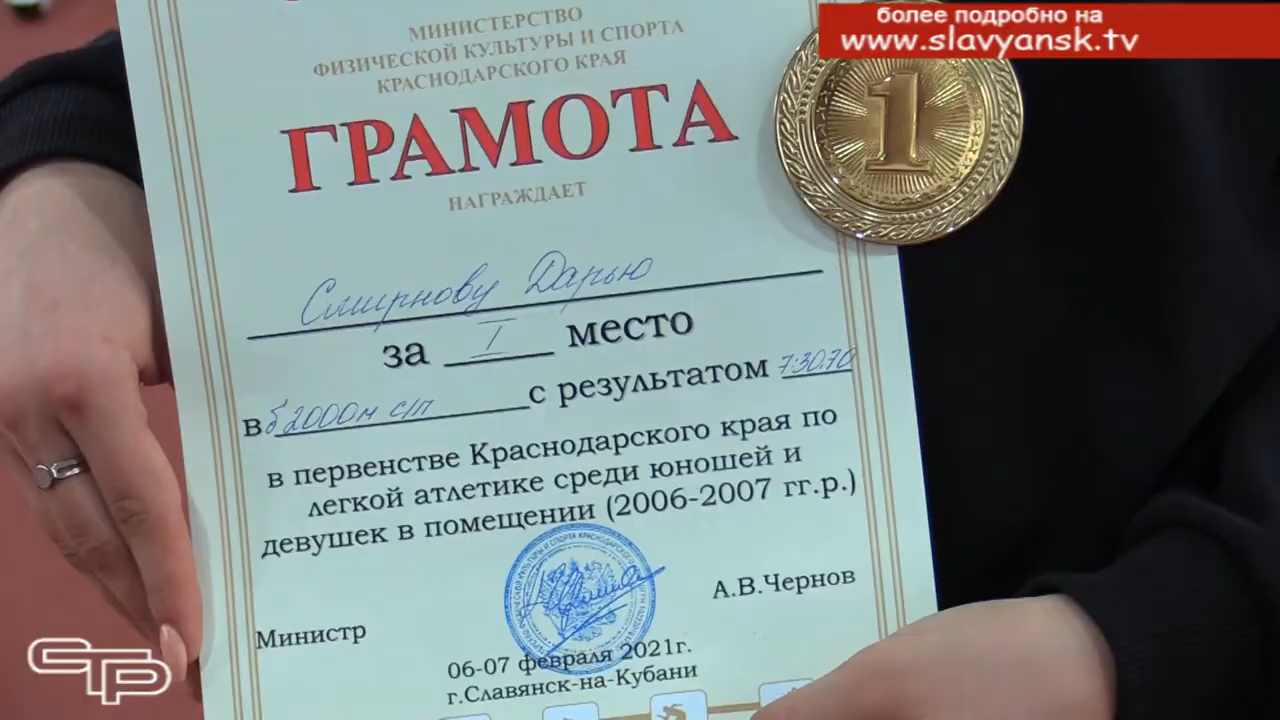 более подробно на
www.slavyansk.tv
МИНИСТЕРСТВО
ФИЗИЧЕСКОЙ КУЛЬТУРЫ И СПОРТА
КРАСНОДАРСКОГО КРАЯ
ГРАМОТА
НАГРАЖДАЕТ
1
Смирнову Дарью
за I место
в б 2000м с/п с результатом 7:30.70
в первенстве Краснодарского края по
легкой атлетике среди юношей и
девушек в помещении (2006-2007 гг.р.)
Министр
А.В.Чернов
06-07 февраля 2021г.
г.Славянск-на-Кубани
СТР